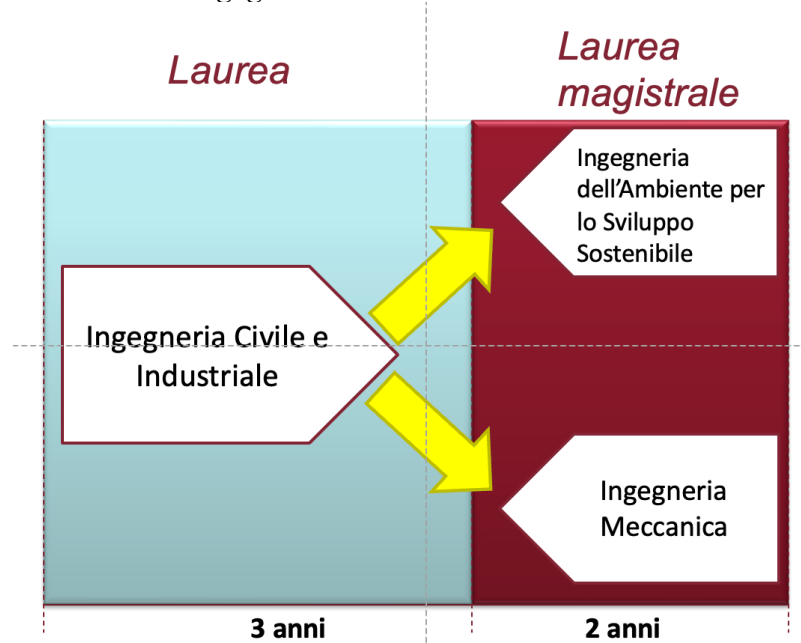 Laurea
Laurea
magistrale
Ingegneria
dell'Ambiente per
lo Sviluppo
Sostenibile
Ingegneria Civile e
Industriale
Ingegneria
Meccanica
3 anni
2 anni